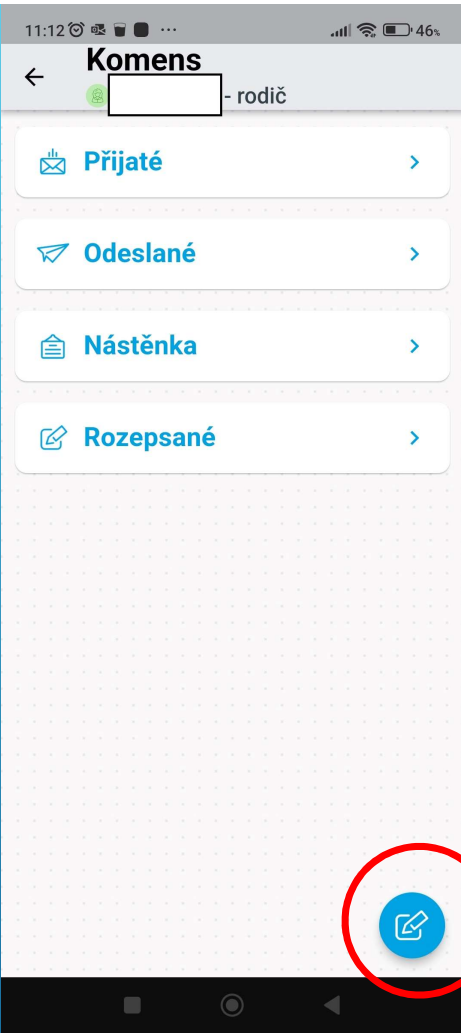 11:12 ... 46%
Komens
- rodič
Přijaté
Odeslané
Nástěnka
Rozepsané